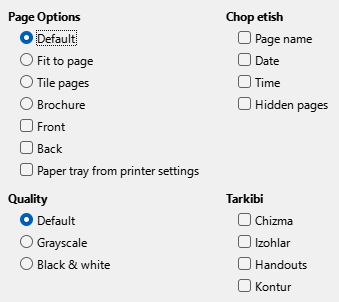 Page Options
Default
Fit to page
Tile pages
Brochure
Front
Back
Paper tray from printer settings
Chop etish
Page name
Date
Time
Hidden pages
Quality
Default
Grayscale
Black & white
Tarkibi
Chizma
Izohlar
Handouts
Kontur